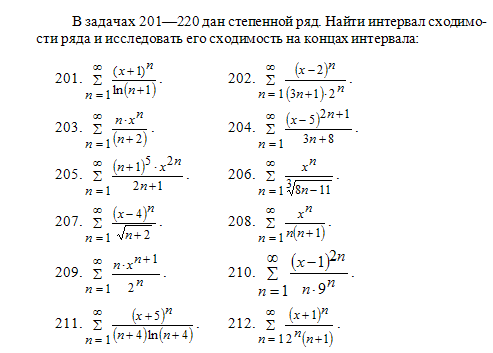 В задачах 201—220 дан степенной ряд. Найти интервал сходимо-
сти ряда и исследовать его сходимость на концах интервала:
201. ∑_{n=1}^{∞} (x+1)^n / ln(n+1) . 202. ∑_{n=1}^{∞} (x−2)^n / ((3n+1)·2^n) .
203. ∑_{n=1}^{∞} n·x^n / (n+2) . 204. ∑_{n=1}^{∞} (x−5)^{2n+1} / (3n+8) .
205. ∑_{n=1}^{∞} (n+1)^5·x^{2n} / (2n+1) . 206. ∑_{n=1}^{∞} x^n / ∛(8n−11) .
207. ∑_{n=1}^{∞} (x−4)^n / √(n+2) . 208. ∑_{n=1}^{∞} x^n / (n(n+1)) .
209. ∑_{n=1}^{∞} n·x^{n+1} / 2^n . 210. ∑_{n=1}^{∞} (x−1)^{2n} / (n·9^n) .
211. ∑_{n=1}^{∞} (x+5)^n / ((n+4)ln(n+4)) . 212. ∑_{n=1}^{∞} (x+1)^n / (2^n(n+1)) .